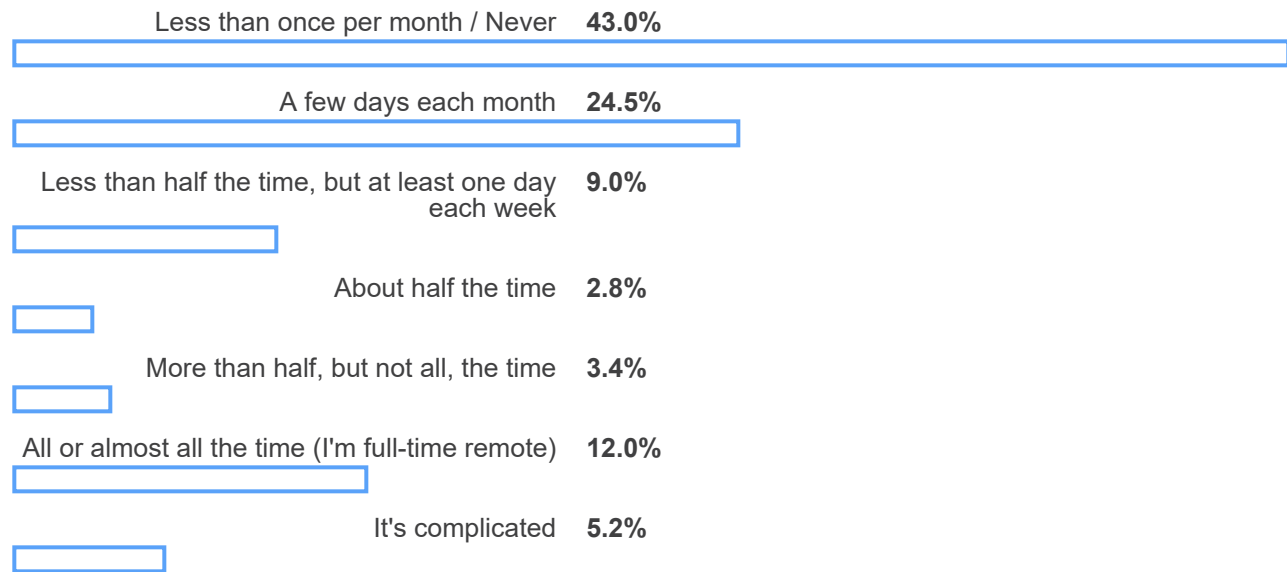 Less than once per month / Never 43.0%
A few days each month 24.5%
Less than half the time, but at least one day 9.0%
each week
About half the time 2.8%
More than half, but not all, the time 3.4%
All or almost all the time (I'm full-time remote) 12.0%
It's complicated 5.2%